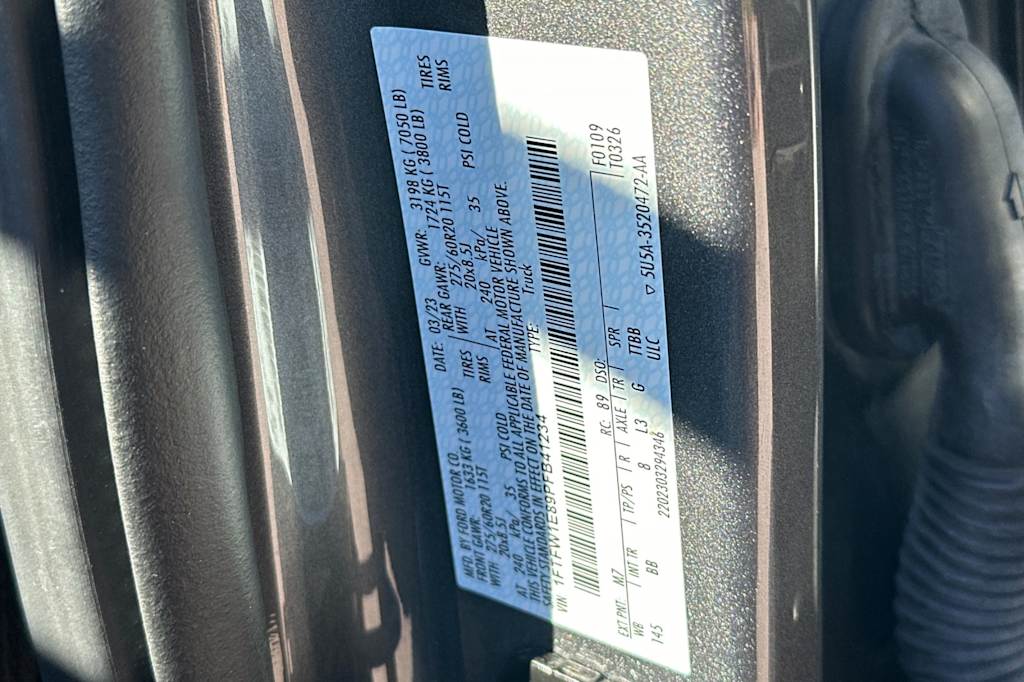 MFD. BY FORD MOTOR CO. DATE: 03/23 GVWR: 3198 KG ( 7050 LB)
FRONT GAWR: 1633 KG ( 3600 LB) REAR GAWR: 1724 KG ( 3800 LB)
WITH 275/60R20 115T TIRES WITH 275/60R20 115T TIRES
20x8.5J RIMS 20x8.5J RIMS
AT 240 kPa/ 35 PSI COLD AT 240 kPa/ 35 PSI COLD
THIS VEHICLE CONFORMS TO ALL APPLICABLE FEDERAL MOTOR VEHICLE
SAFETY STANDARDS IN EFFECT ON THE DATE OF MANUFACTURE SHOWN ABOVE.
VIN: 1FTFW1E89PFB41234 TYPE: Truck
EXT PNT: M7 RC: 89 DSO: F0109
WB INTTR TP/PS R AXLE TR SPR T0326
145 BB 8 L3 G TTBB
2202303294346 ULC ▽ 5U5A-3520472-AA